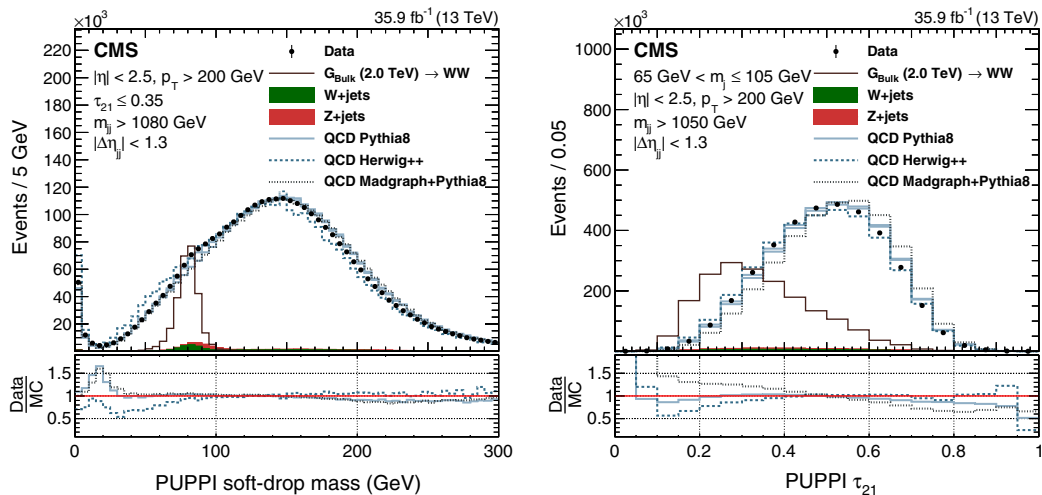 ×10³
35.9 fb⁻¹ (13 TeV)
CMS
|η| < 2.5, p_T > 200 GeV
τ₂₁ ≤ 0.35
m_jj > 1080 GeV
|Δη_jj| < 1.3
Data
G_Bulk (2.0 TeV) → WW
W+jets
Z+jets
QCD Pythia8
QCD Herwig++
QCD Madgraph+Pythia8
Events / 5 GeV
220
200
180
160
140
120
100
80
60
40
20
Data
MC
1.5
1
0.5
0
100
200
300
PUPPI soft-drop mass (GeV)
×10³
35.9 fb⁻¹ (13 TeV)
CMS
65 GeV < m_j ≤ 105 GeV
|η| < 2.5, p_T > 200 GeV
m_jj > 1050 GeV
|Δη_jj| < 1.3
Data
G_Bulk (2.0 TeV) → WW
W+jets
Z+jets
QCD Pythia8
QCD Herwig++
QCD Madgraph+Pythia8
Events / 0.05
1000
800
600
400
200
Data
MC
1.5
1
0.5
0
0.2
0.4
0.6
0.8
1
PUPPI τ₂₁